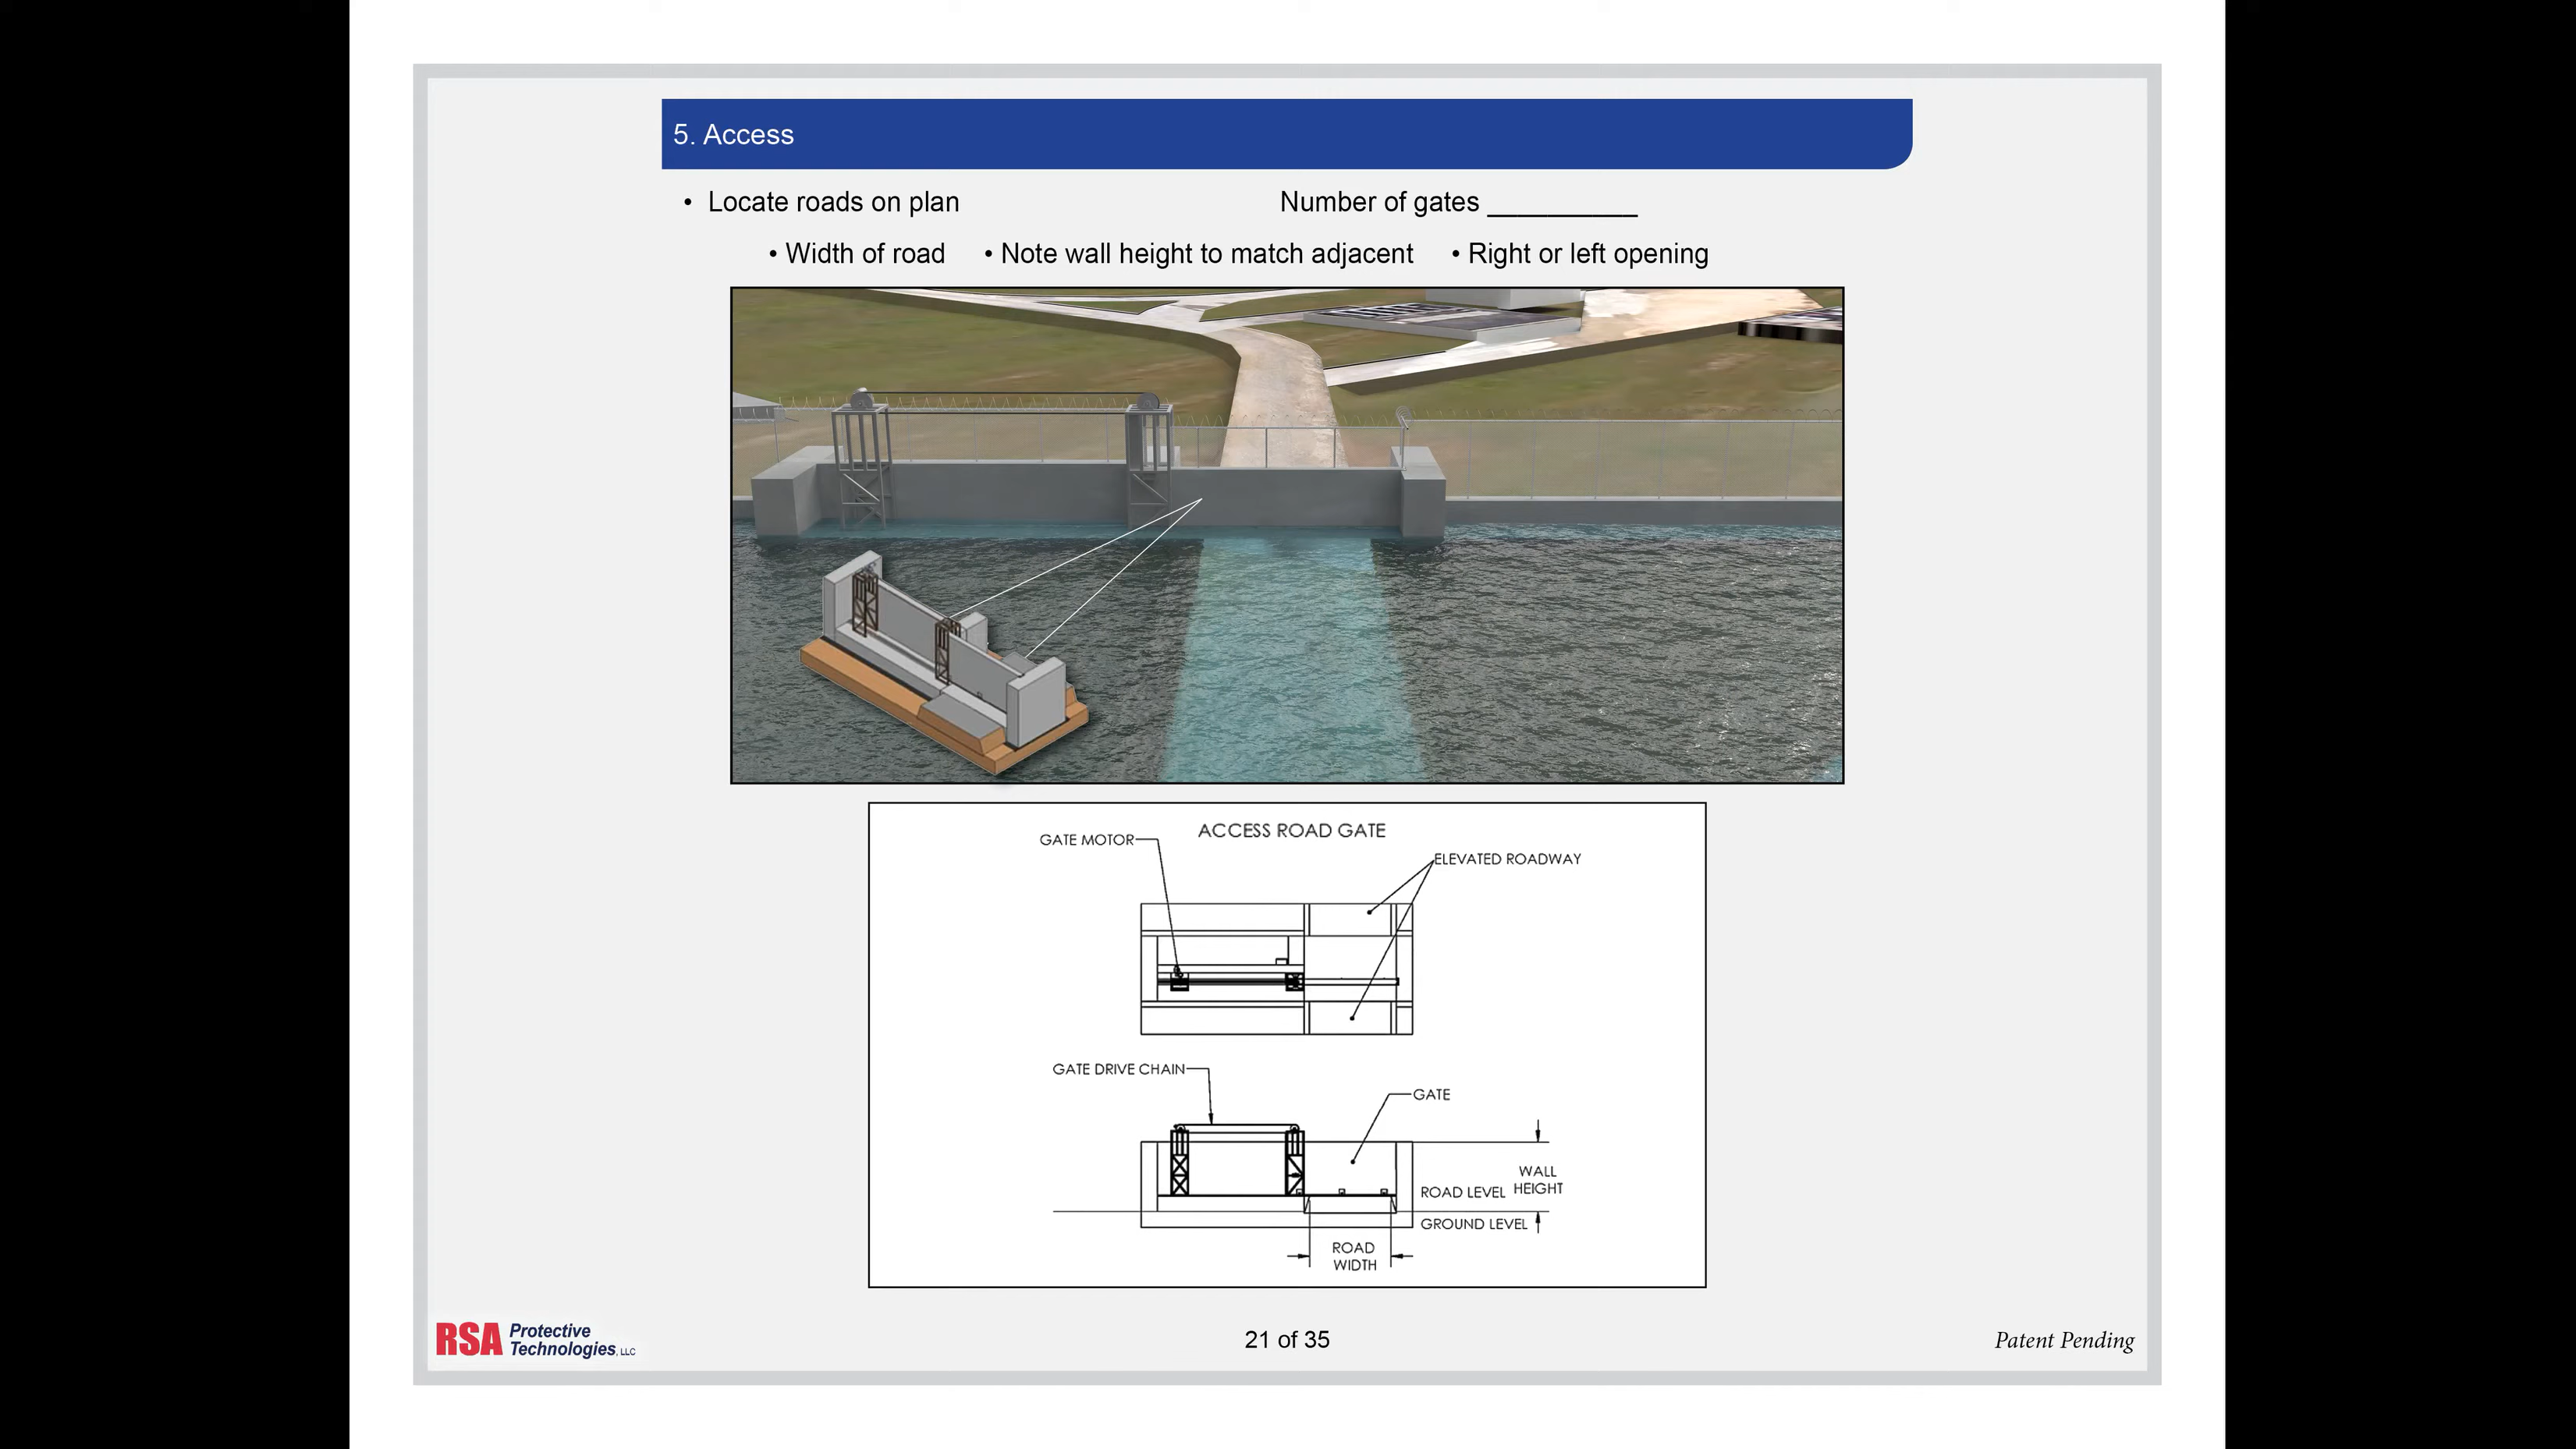 5. Access
• Locate roads on plan
Number of gates __________
• Width of road • Note wall height to match adjacent • Right or left opening
ACCESS ROAD GATE
GATE MOTOR
ELEVATED ROADWAY
GATE DRIVE CHAIN
GATE
WALL
HEIGHT
ROAD LEVEL
GROUND LEVEL
ROAD
WIDTH
RSA Protective
Technologies, LLC
21 of 35
Patent Pending